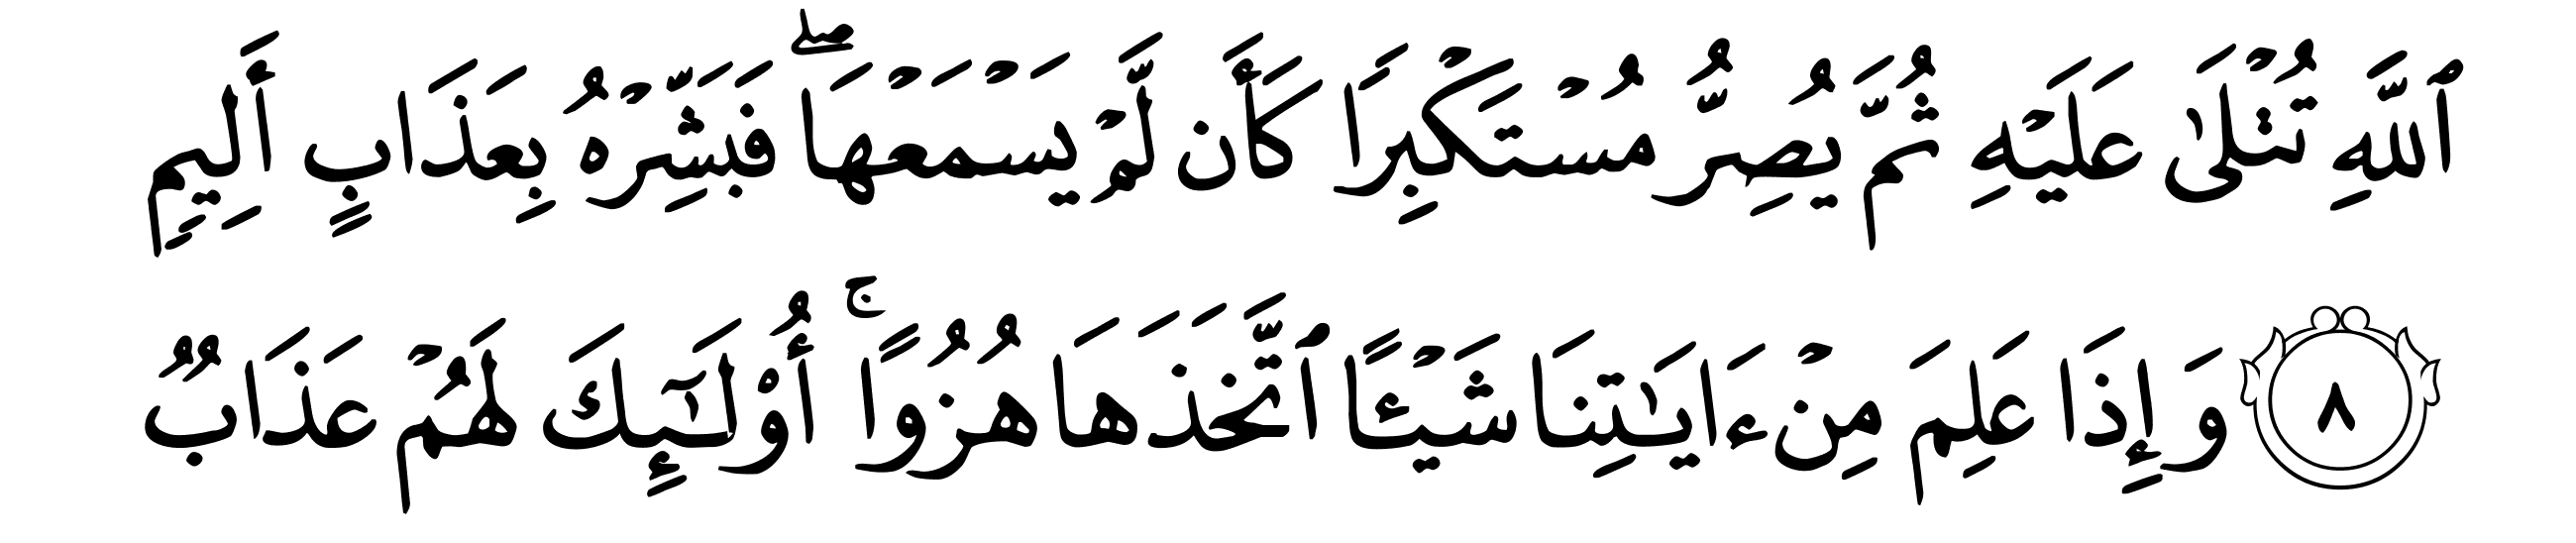 ٱللَّهِ تُتۡلَىٰ عَلَيۡهِ ثُمَّ يُصِرُّ مُسۡتَكۡبِرٗا كَأَن لَّمۡ يَسۡمَعۡهَاۖ فَبَشِّرۡهُ بِعَذَابٍ أَلِيمٖ
٨ وَإِذَا عَلِمَ مِنۡ ءَايَٰتِنَا شَيۡـًٔا ٱتَّخَذَهَا هُزُوًاۚ أُوْلَٰٓئِكَ لَهُمۡ عَذَابٞ